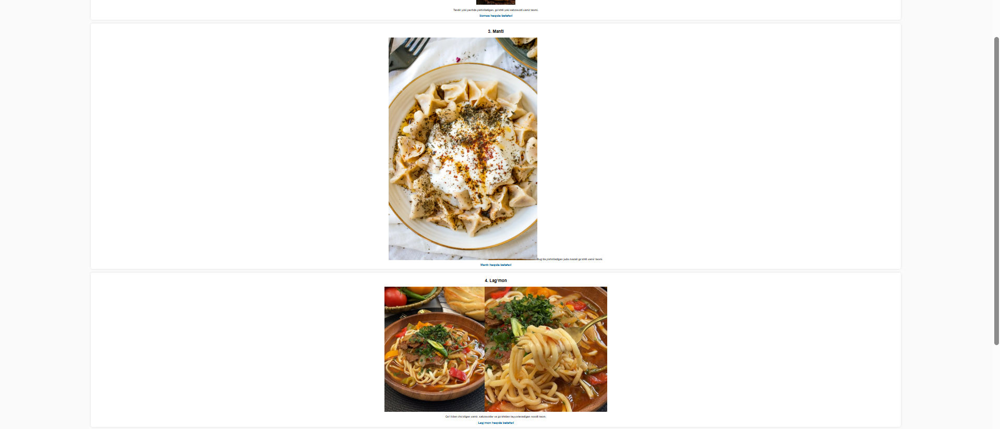 Tandir yoki pechda pishiriladigan, go'shtli yoki sabzavotli xamir taomi.
Somsa haqida batafsil
3. Manti
Bug'da pishiriladigan juda mazali go'shtli xamir taomi.
Manti haqida batafsil
4. Lag'mon
Qo'l bilan cho'zilgan xamir, sabzavotlar va go'shtdan tayyorlanadigan noodli taom.
Lag'mon haqida batafsil